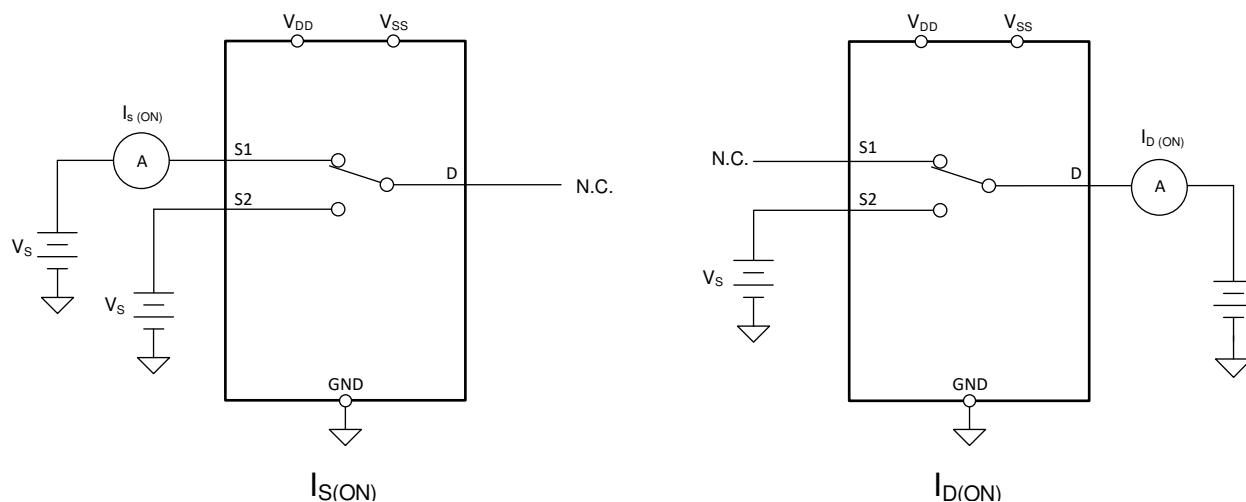 VDD VSS
Is (ON)
A
S1
D
N.C.
S2
VS
VS
GND
IS(ON)
VDD VSS
ID (ON)
N.C.
S1
D
A
S2
VS
GND
ID(ON)